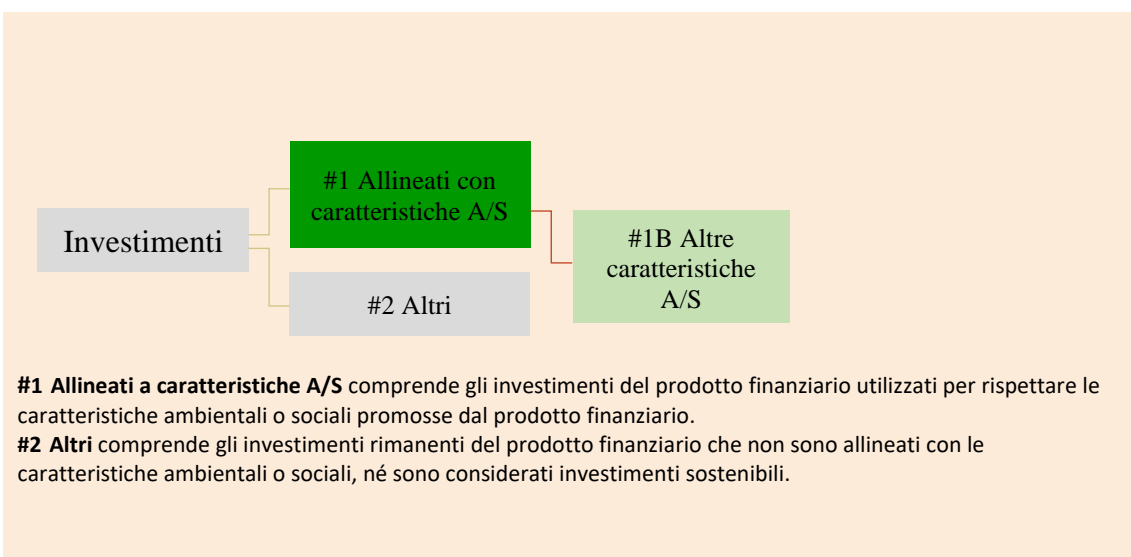 #1 Allineati con
caratteristiche A/S
Investimenti
#1B Altre
caratteristiche
A/S
#2 Altri
#1 Allineati a caratteristiche A/S comprende gli investimenti del prodotto finanziario utilizzati per rispettare le
caratteristiche ambientali o sociali promosse dal prodotto finanziario.
#2 Altri comprende gli investimenti rimanenti del prodotto finanziario che non sono allineati con le
caratteristiche ambientali o sociali, né sono considerati investimenti sostenibili.